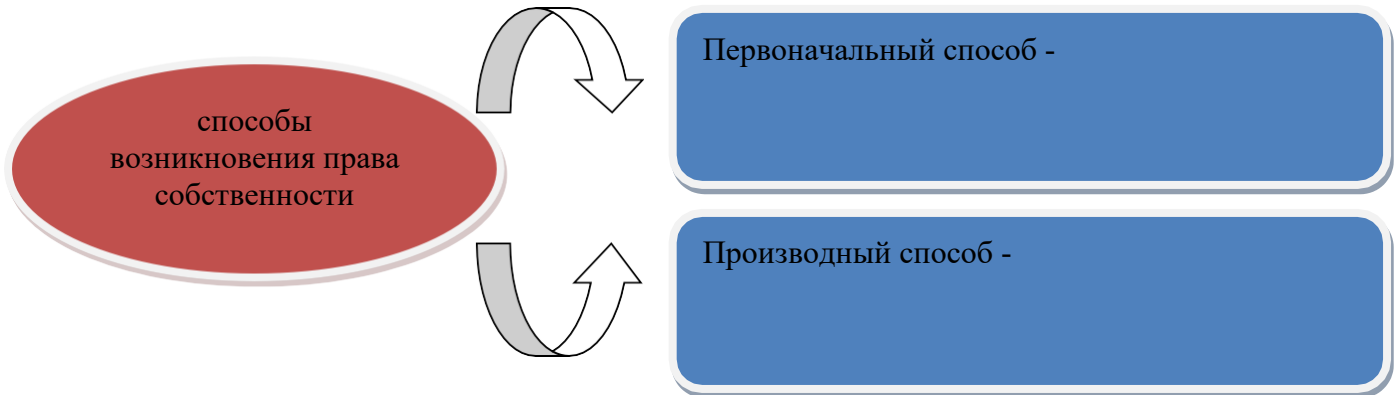 способы
возникновения права
собственности
Первоначальный способ -
Производный способ -